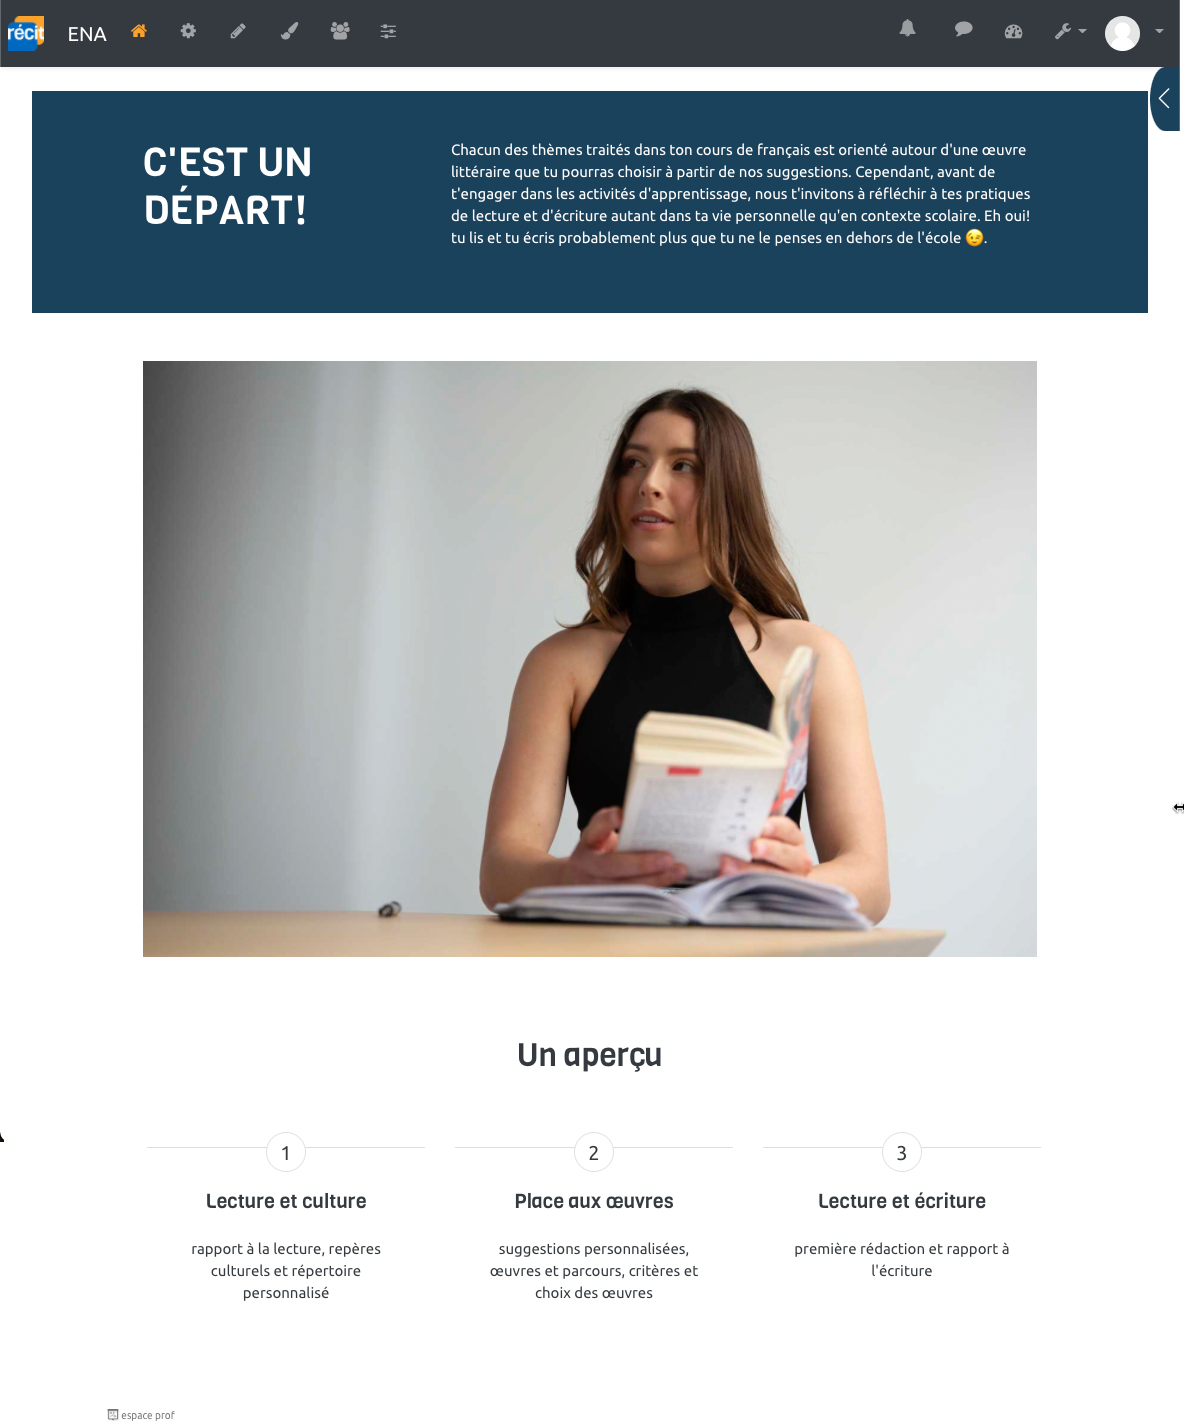 récit ENA
C'EST UN
DÉPART!
Chacun des thèmes traités dans ton cours de français est orienté autour d'une œuvre
littéraire que tu pourras choisir à partir de nos suggestions. Cependant, avant de
t'engager dans les activités d'apprentissage, nous t'invitons à réfléchir à tes pratiques
de lecture et d'écriture autant dans ta vie personnelle qu'en contexte scolaire. Eh oui!
tu lis et tu écris probablement plus que tu ne le penses en dehors de l'école 😉.
Un aperçu
1
Lecture et culture
rapport à la lecture, repères
culturels et répertoire
personnalisé
2
Place aux œuvres
suggestions personnalisées,
œuvres et parcours, critères et
choix des œuvres
3
Lecture et écriture
première rédaction et rapport à
l'écriture
espace prof